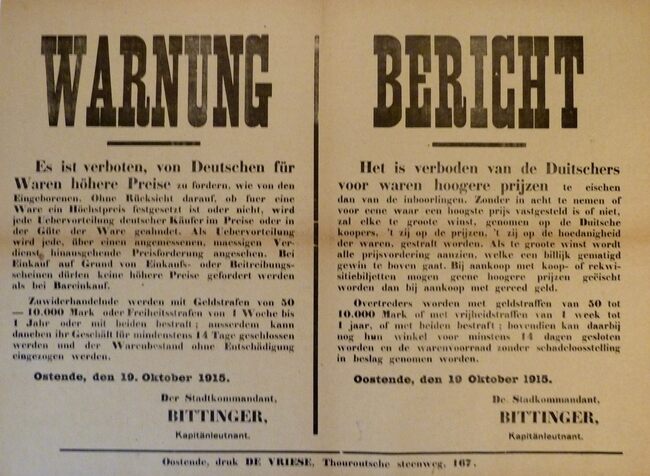 WARNUNG
Es ist verboten, von Deutschen für
Waren höhere Preise zu fordern, wie von den
Eingeborenen. Ohne Rücksicht darauf, ob fuer eine
Ware ein Höchstpreis festgesetzt ist oder nicht, wird
jede Uebervorteilung deutscher Käufer im Preise oder in
der Güte der Ware geahndet. Als Uebervorteilung
wird jede, über einen angemessenen, maessigen Ver-
dienst hinausgehende Preisforderung angesehen. Bei
Einkauf auf Grund von Einkaufs- oder Beitreibungs-
scheinen dürfen keine höhere Preise gefordert werden
als bei Bareinkauf.
Zuwiderhandelnde werden mit Geldstrafen von 50
— 10.000 Mark oder Freiheitsstrafen von 1 Woche bis
1 Jahr oder mit beiden bestraft ; ausserdem kann
daneben ihr Geschäft für mindestens 14 Tage geschlossen
werden und der Warenbestand ohne Entschädigung
eingezogen werden.
Ostende, den 19. Oktober 1915.
Der Stadtkommandant,
BITTINGER,
Kapitänleutnant.
BERICHT
Het is verboden van de Duitschers
voor waren hoogere prijzen te eischen
dan van de inboorlingen. Zonder in acht te nemen of
voor eene waar een hoogste prijs vastgesteld is of niet,
zal elke te groote winst, genomen op de Duitsche
koopers, 't zij op de prijzen, 't zij op de hoedanigheid
der waren, gestraft worden. Als te groote winst wordt
alle prijsvordering aanzien, welke een billijk gematigd
gewin te boven gaat. Bij aankoop met koop- of rekwi-
sitiebiljetten mogen geene hoogere prijzen geëischt
worden dan bij aankoop met gereed geld.
Overtreders worden met geldstraffen van 50 tot
10.000 Mark of met vrijheidstraffen van 1 week tot
1 jaar, of met beiden bestraft ; bovendien kan daarbij
nog hun winkel voor minstens 14 dagen gesloten
worden en de warenvoorraad zonder schadeloosstelling
in beslag genomen worden.
Oostende, den 19 Oktober 1915.
De Stadkommandant,
BITTINGER,
Kapitänleutnant.
Oostende, druk DE VRIESE, Thouroutsche steenweg, 167.